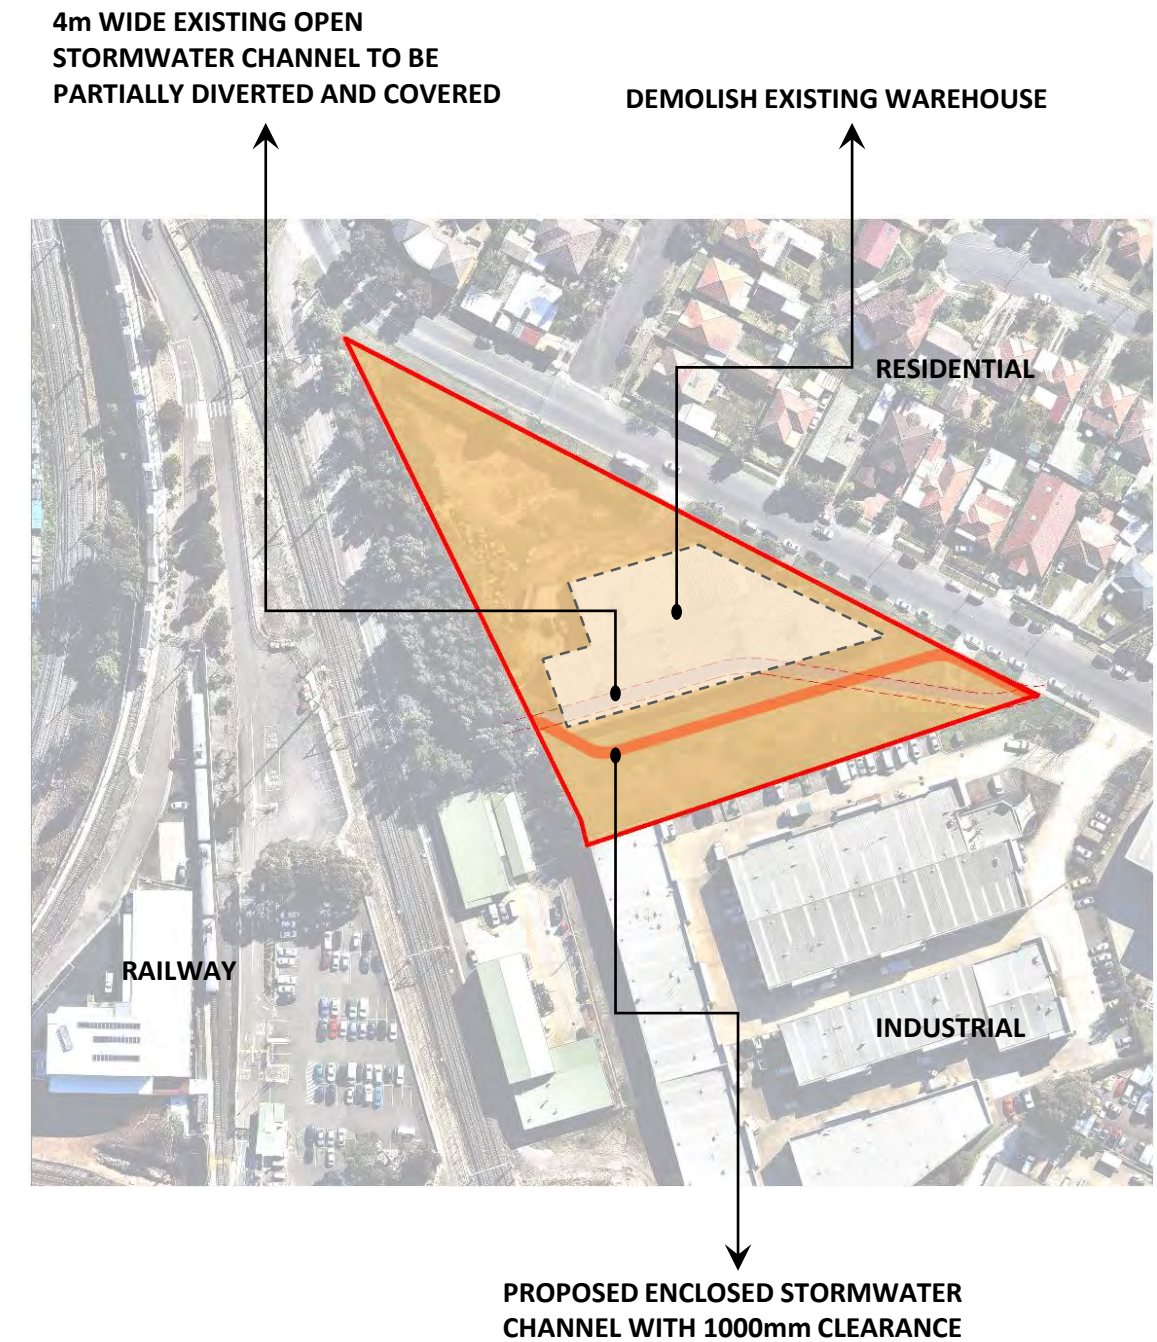 4m WIDE EXISTING OPEN
STORMWATER CHANNEL TO BE
PARTIALLY DIVERTED AND COVERED
DEMOLISH EXISTING WAREHOUSE
RESIDENTIAL
RAILWAY
INDUSTRIAL
PROPOSED ENCLOSED STORMWATER
CHANNEL WITH 1000mm CLEARANCE